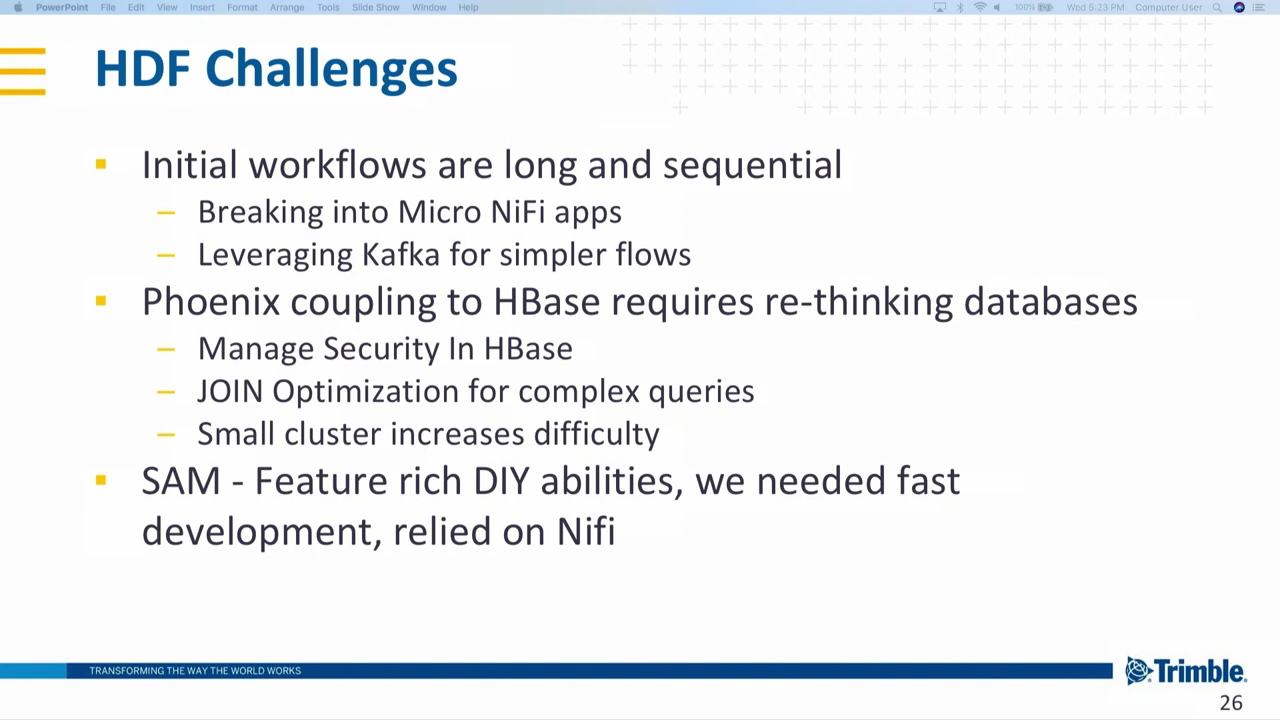 PowerPoint File Edit View Insert Format Arrange Tools Slide Show Window Help 100% Wed 5:23 PM Computer User
HDF Challenges
Initial workflows are long and sequential
– Breaking into Micro NiFi apps
– Leveraging Kafka for simpler flows
Phoenix coupling to HBase requires re-thinking databases
– Manage Security In HBase
– JOIN Optimization for complex queries
– Small cluster increases difficulty
SAM - Feature rich DIY abilities, we needed fast
development, relied on Nifi
TRANSFORMING THE WAY THE WORLD WORKS
Trimble
26